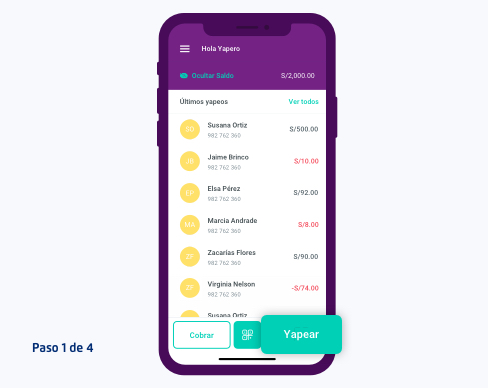 Hola Yapero
Ocultar Saldo S/2,000.00
Últimos yapeos Ver todos
Susana Ortiz
982 762 360
S/500.00
JB
Jaime Brinco
982 762 360
S/10.00
EP
Elsa Pérez
982 762 360
S/92.00
MA
Marcia Andrade
982 762 360
S/8.00
ZF
Zacarías Flores
982 762 360
S/90.00
ZF
Virginia Nelson
982 762 360
-S/74.00
Susana Ortiz
Cobrar
Yapear
Paso 1 de 4